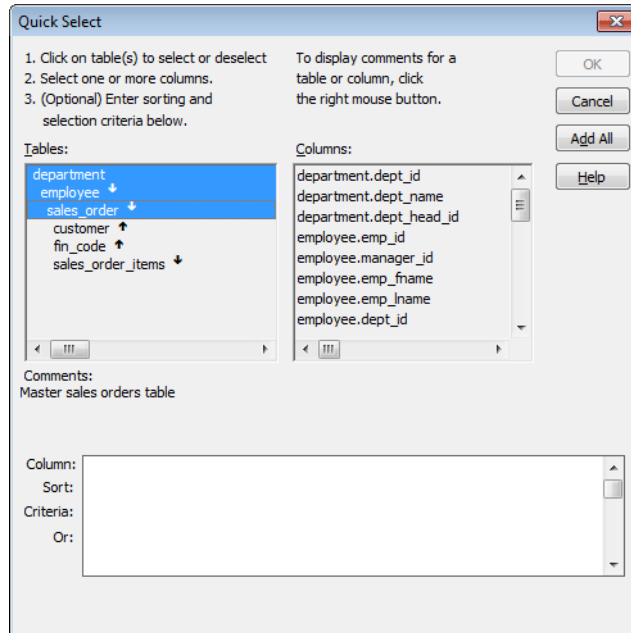 Quick Select
1. Click on table(s) to select or deselect
2. Select one or more columns.
3. (Optional) Enter sorting and
selection criteria below.
To display comments for a
table or column, click
the right mouse button.
OK
Cancel
Add All
Help
Tables:
department
employee
sales_order
customer
fin_code
sales_order_items
Columns:
department.dept_id
department.dept_name
department.dept_head_id
employee.emp_id
employee.manager_id
employee.emp_fname
employee.emp_lname
employee.dept_id
Comments:
Master sales orders table
Column:
Sort:
Criteria:
Or: